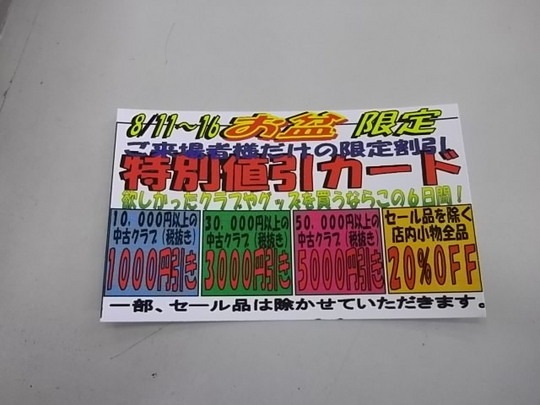 8/11～16 お盆 限定
ご来場者様だけの限定割引
特別値引カード
欲しかったクラブやグッズを買うならこの6日間！
10，000円以上の
中古クラブ（税抜き）
1000円引き
30，000円以上の
中古クラブ（税抜き）
3000円引き
50，000円以上の
中古クラブ（税抜き）
5000円引き
セール品を除く
店内小物全品
20%OFF
一部、セール品は除かせていただきます。